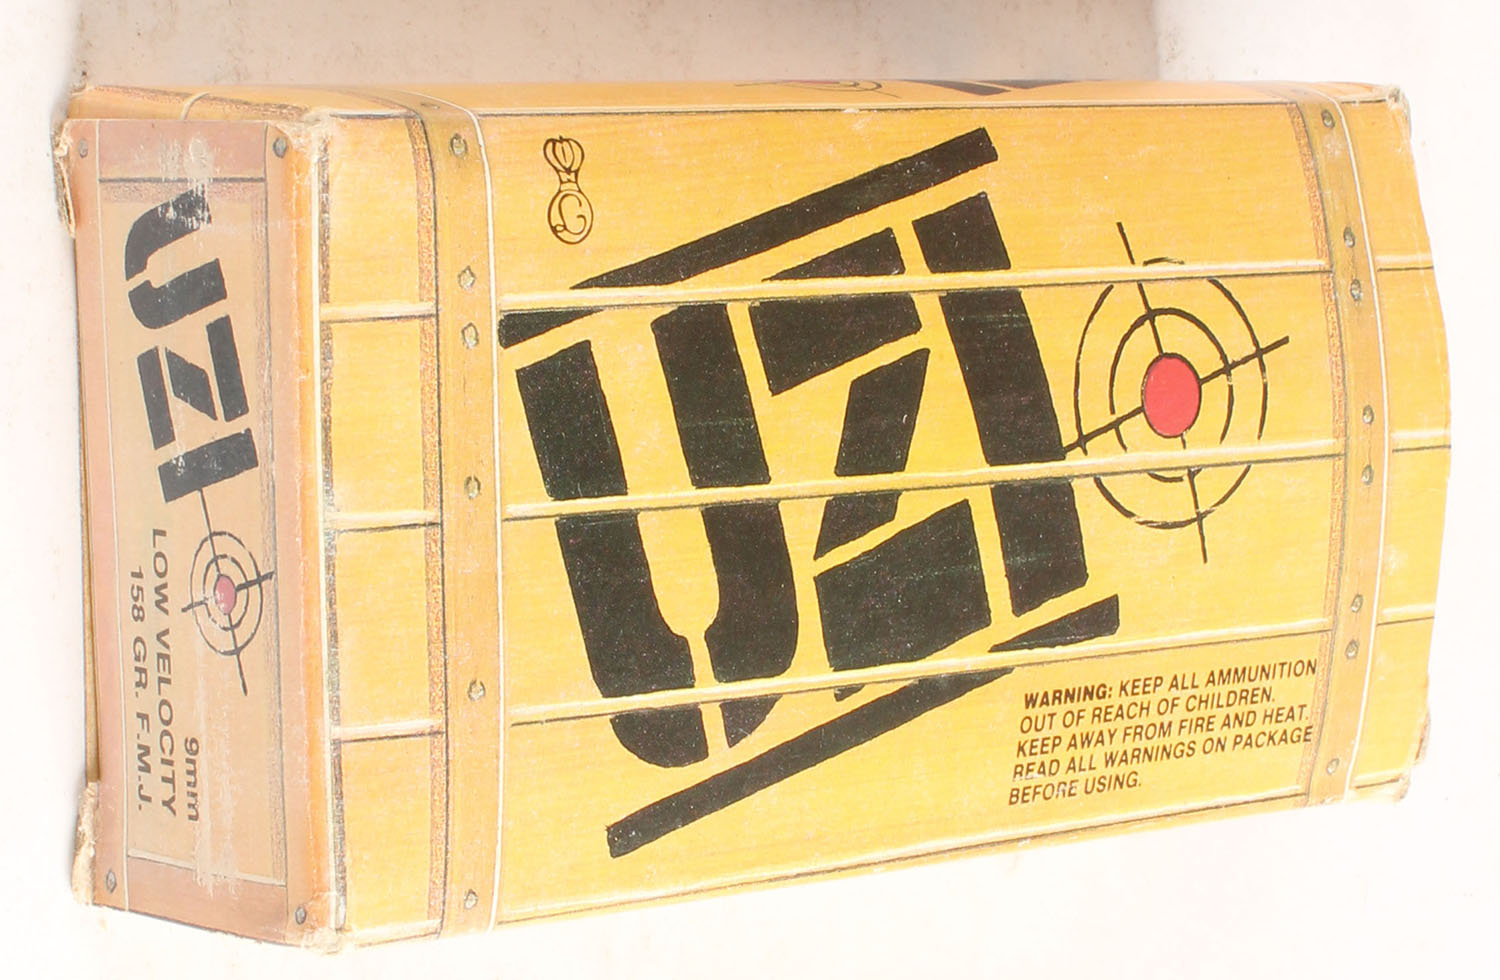 UZI
WARNING: KEEP ALL AMMUNITION
OUT OF REACH OF CHILDREN.
KEEP AWAY FROM FIRE AND HEAT.
READ ALL WARNINGS ON PACKAGE
BEFORE USING.
UZI
9mm
LOW VELOCITY
158 GR. F.M.J.